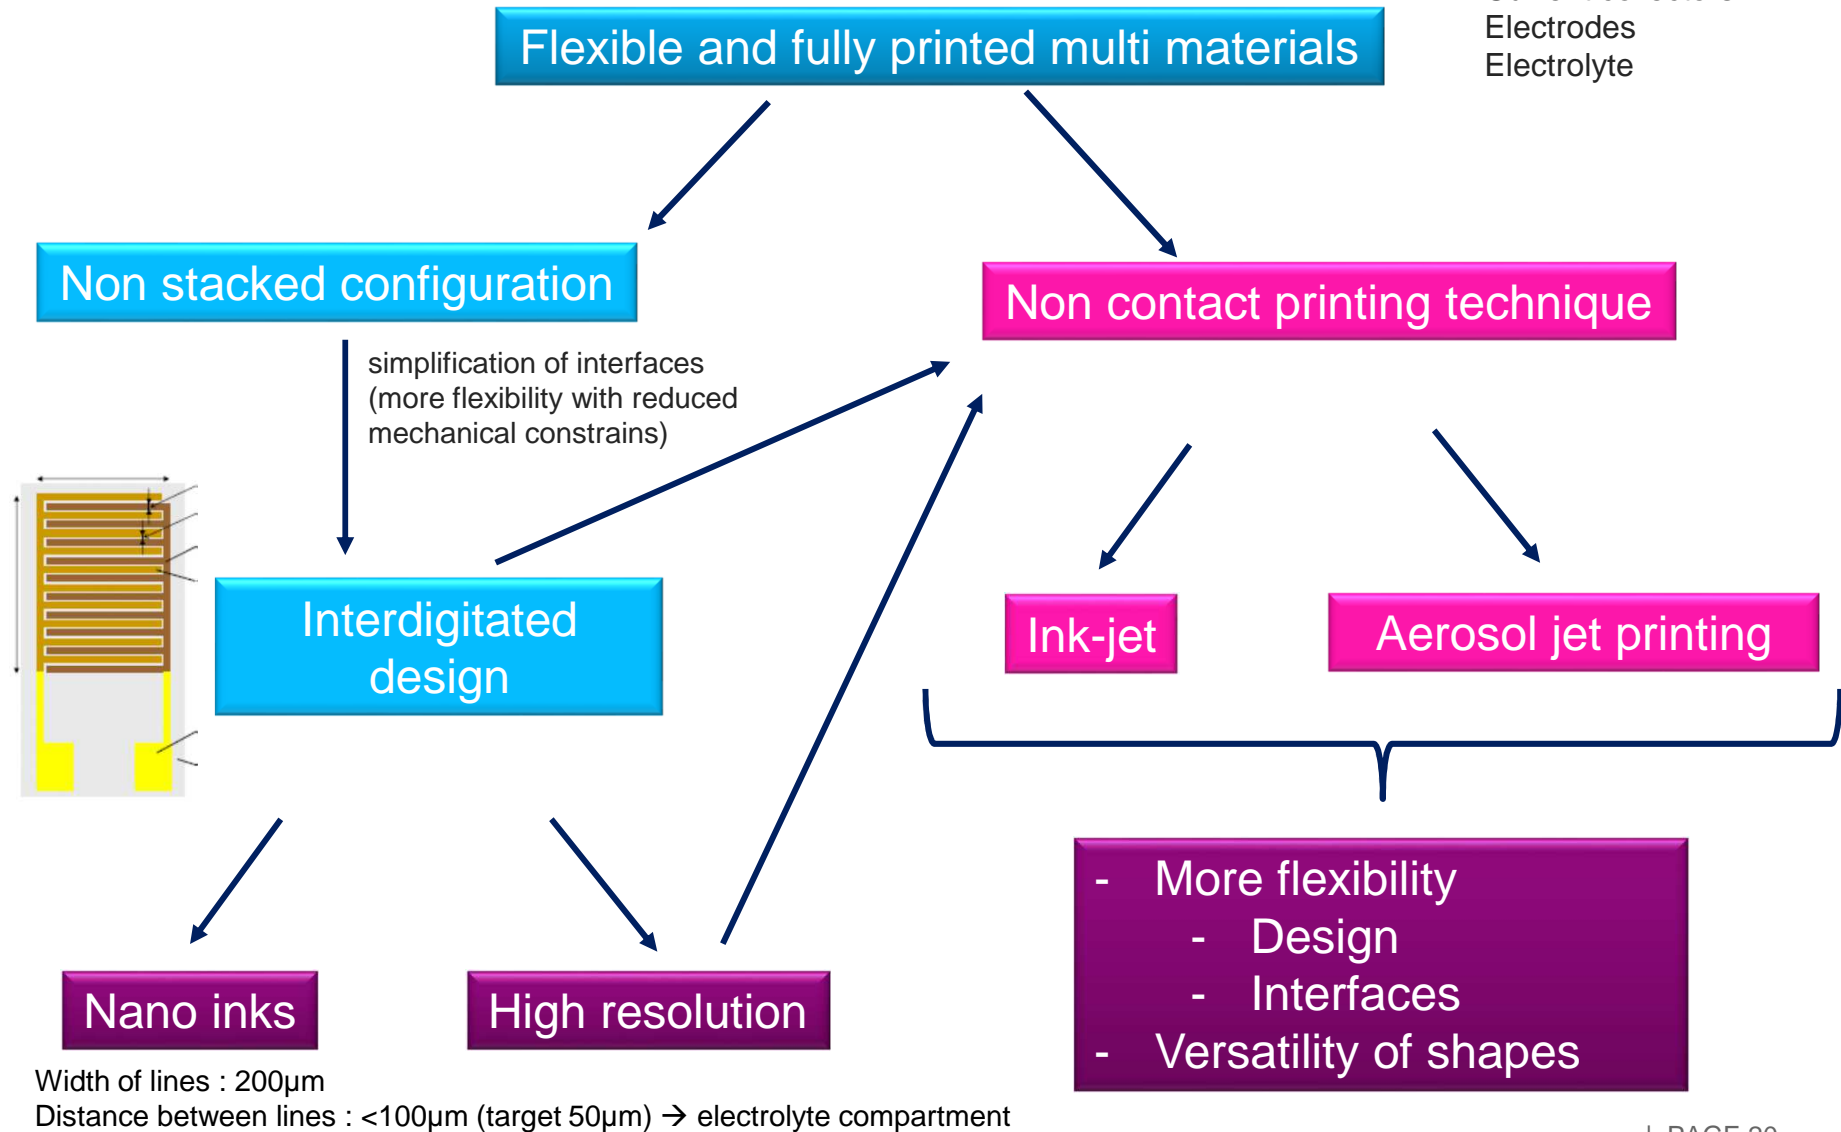 Electrodes
Electrolyte
Flexible and fully printed multi materials
Non stacked configuration
Non contact printing technique
simplification of interfaces
(more flexibility with reduced
mechanical constrains)
Interdigitated
design
Ink-jet
Aerosol jet printing
Nano inks
High resolution
- More flexibility
- Design
- Interfaces
- Versatility of shapes
Width of lines : 200µm
Distance between lines : <100µm (target 50µm) → electrolyte compartment